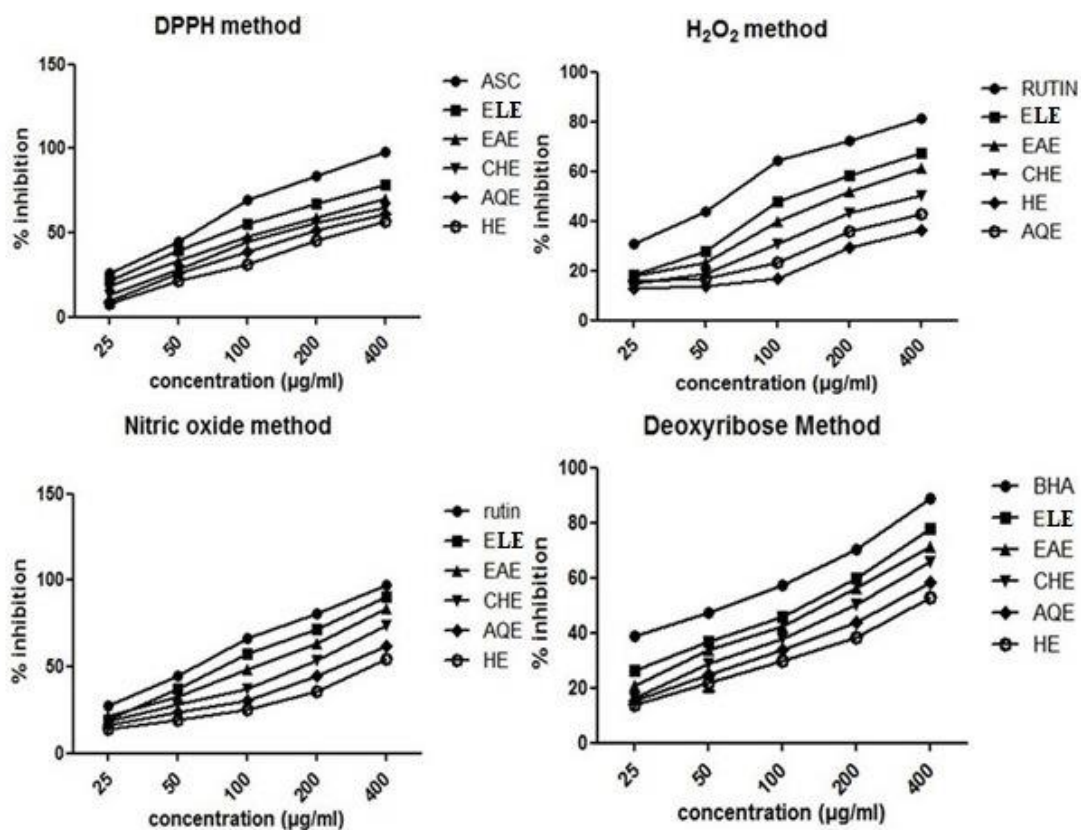 DPPH method
150
100
50
0
% inhibition
25
50
100
200
400
concentration (µg/ml)
ASC
ELE
EAE
CHE
AQE
HE
H₂O₂ method
100
80
60
40
20
0
% inhibition
25
50
100
200
400
concentration (µg/ml)
RUTIN
ELE
EAE
CHE
HE
AQE
Nitric oxide method
150
100
50
0
% inhibition
25
50
100
200
400
concentration (µg/ml)
rutin
ELE
EAE
CHE
AQE
HE
Deoxyribose Method
100
80
60
40
20
0
% inhibition
25
50
100
200
400
concentration (µg/ml)
BHA
ELE
EAE
CHE
AQE
HE